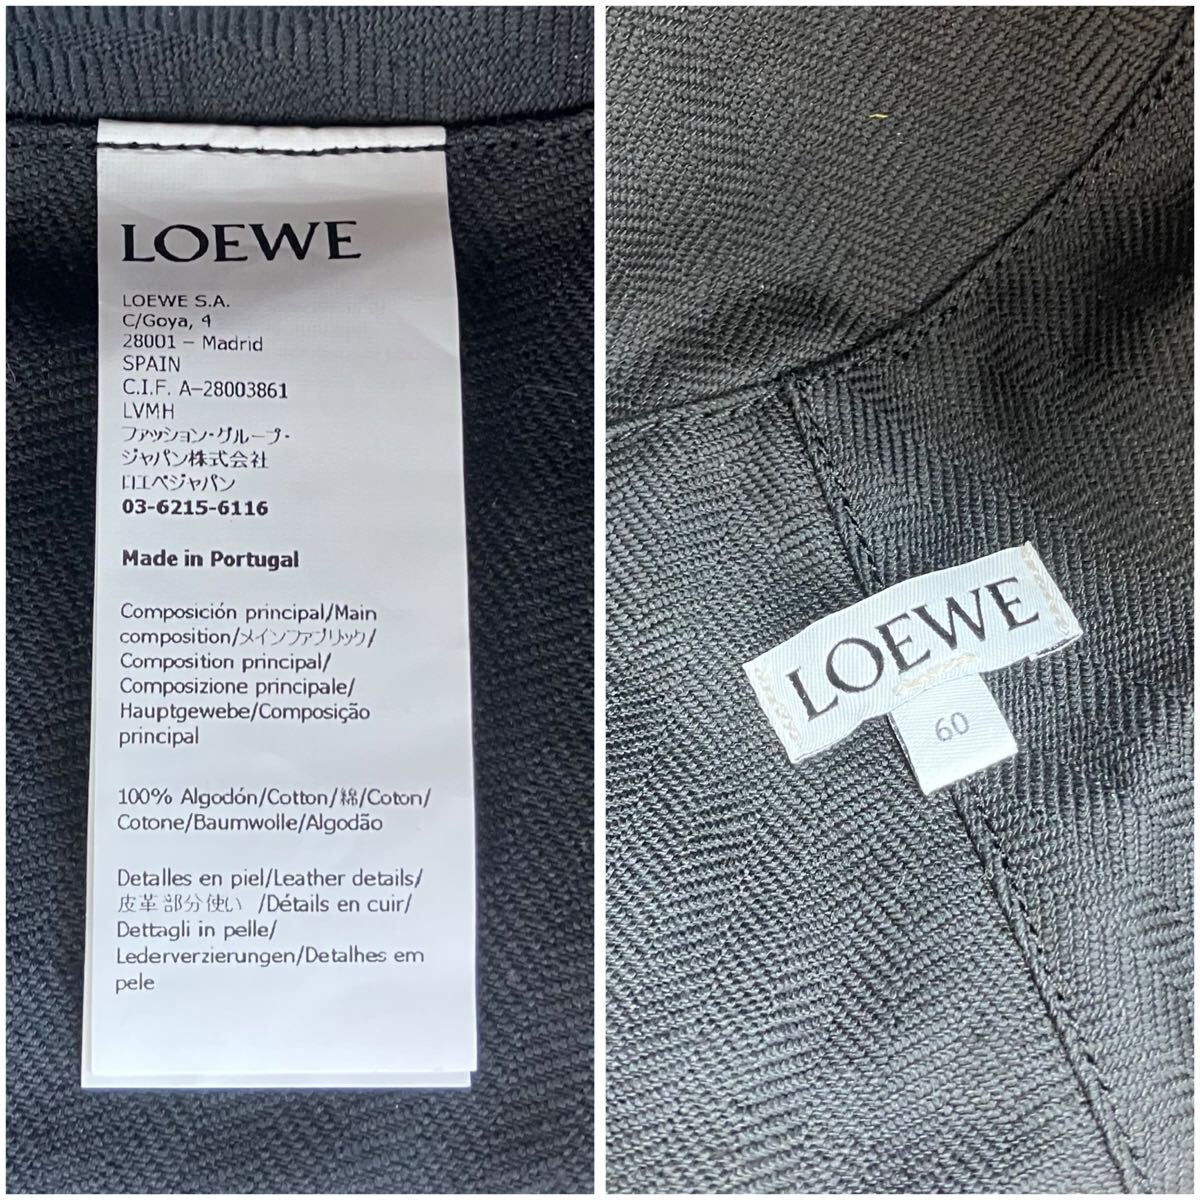 LOEWE
LOEWE S.A.
C/Goya, 4
28001 – Madrid
SPAIN
C.I.F. A-28003861
LVMH
ファッション・グループ・
ジャパン株式会社
ロエベジャパン
03-6215-6116
Made in Portugal
Composición principal/Main
composition/メインファブリック/
Composition principal/
Composizione principale/
Hauptgewebe/Composição
principal
100% Algodón/Cotton/綿/Coton/
Cotone/Baumwolle/Algodão
Detalles en piel/Leather details/
皮革部分使い /Détails en cuir/
Dettagli in pelle/
Lederverzierungen/Detalhes em
pele
LOEWE
60